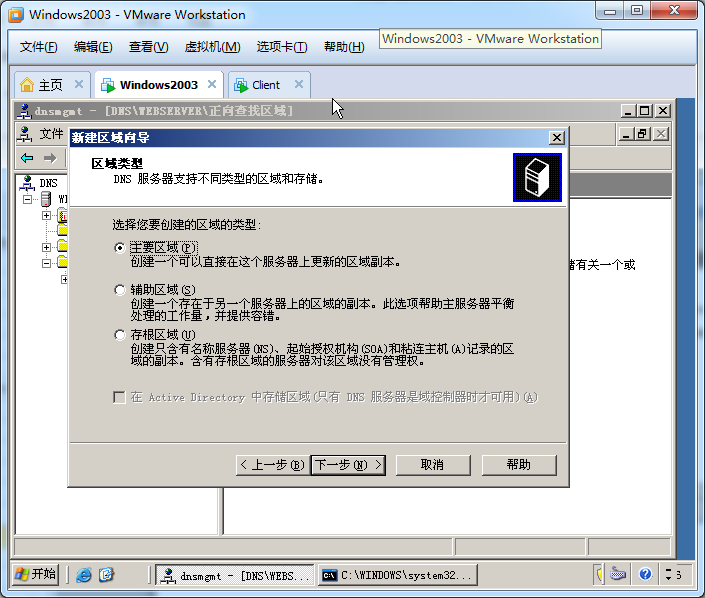 Windows2003 - VMware Workstation
文件(F) 编辑(E) 查看(V) 虚拟机(M) 选项卡(T) 帮助(H)
Windows2003 - VMware Workstation
主页 Windows2003 Client
dnsmgmt - [DNS\WEBSERVER\正向查找区域]
文件
新建区域向导
区域类型
DNS 服务器支持不同类型的区域和存储。
DNS
选择您要创建的区域的类型:
主要区域(P)
创建一个可以直接在这个服务器上更新的区域副本。
有关一个或
辅助区域(S)
创建一个存在于另一个服务器上的区域的副本。此选项帮助主服务器平衡
处理的工作量，并提供容错。
存根区域(U)
创建只含有名称服务器(NS)、起始授权机构(SOA)和粘连主机(A)记录的区
域的副本。含有存根区域的服务器对该区域没有管理权。
在 Active Directory 中存储区域(只有 DNS 服务器是域控制器时才可用)(A)
< 上一步(B) 下一步(N) > 取消 帮助
开始 dnsmgmt - [DNS\WEBS... C:\WINDOWS\system32... 3